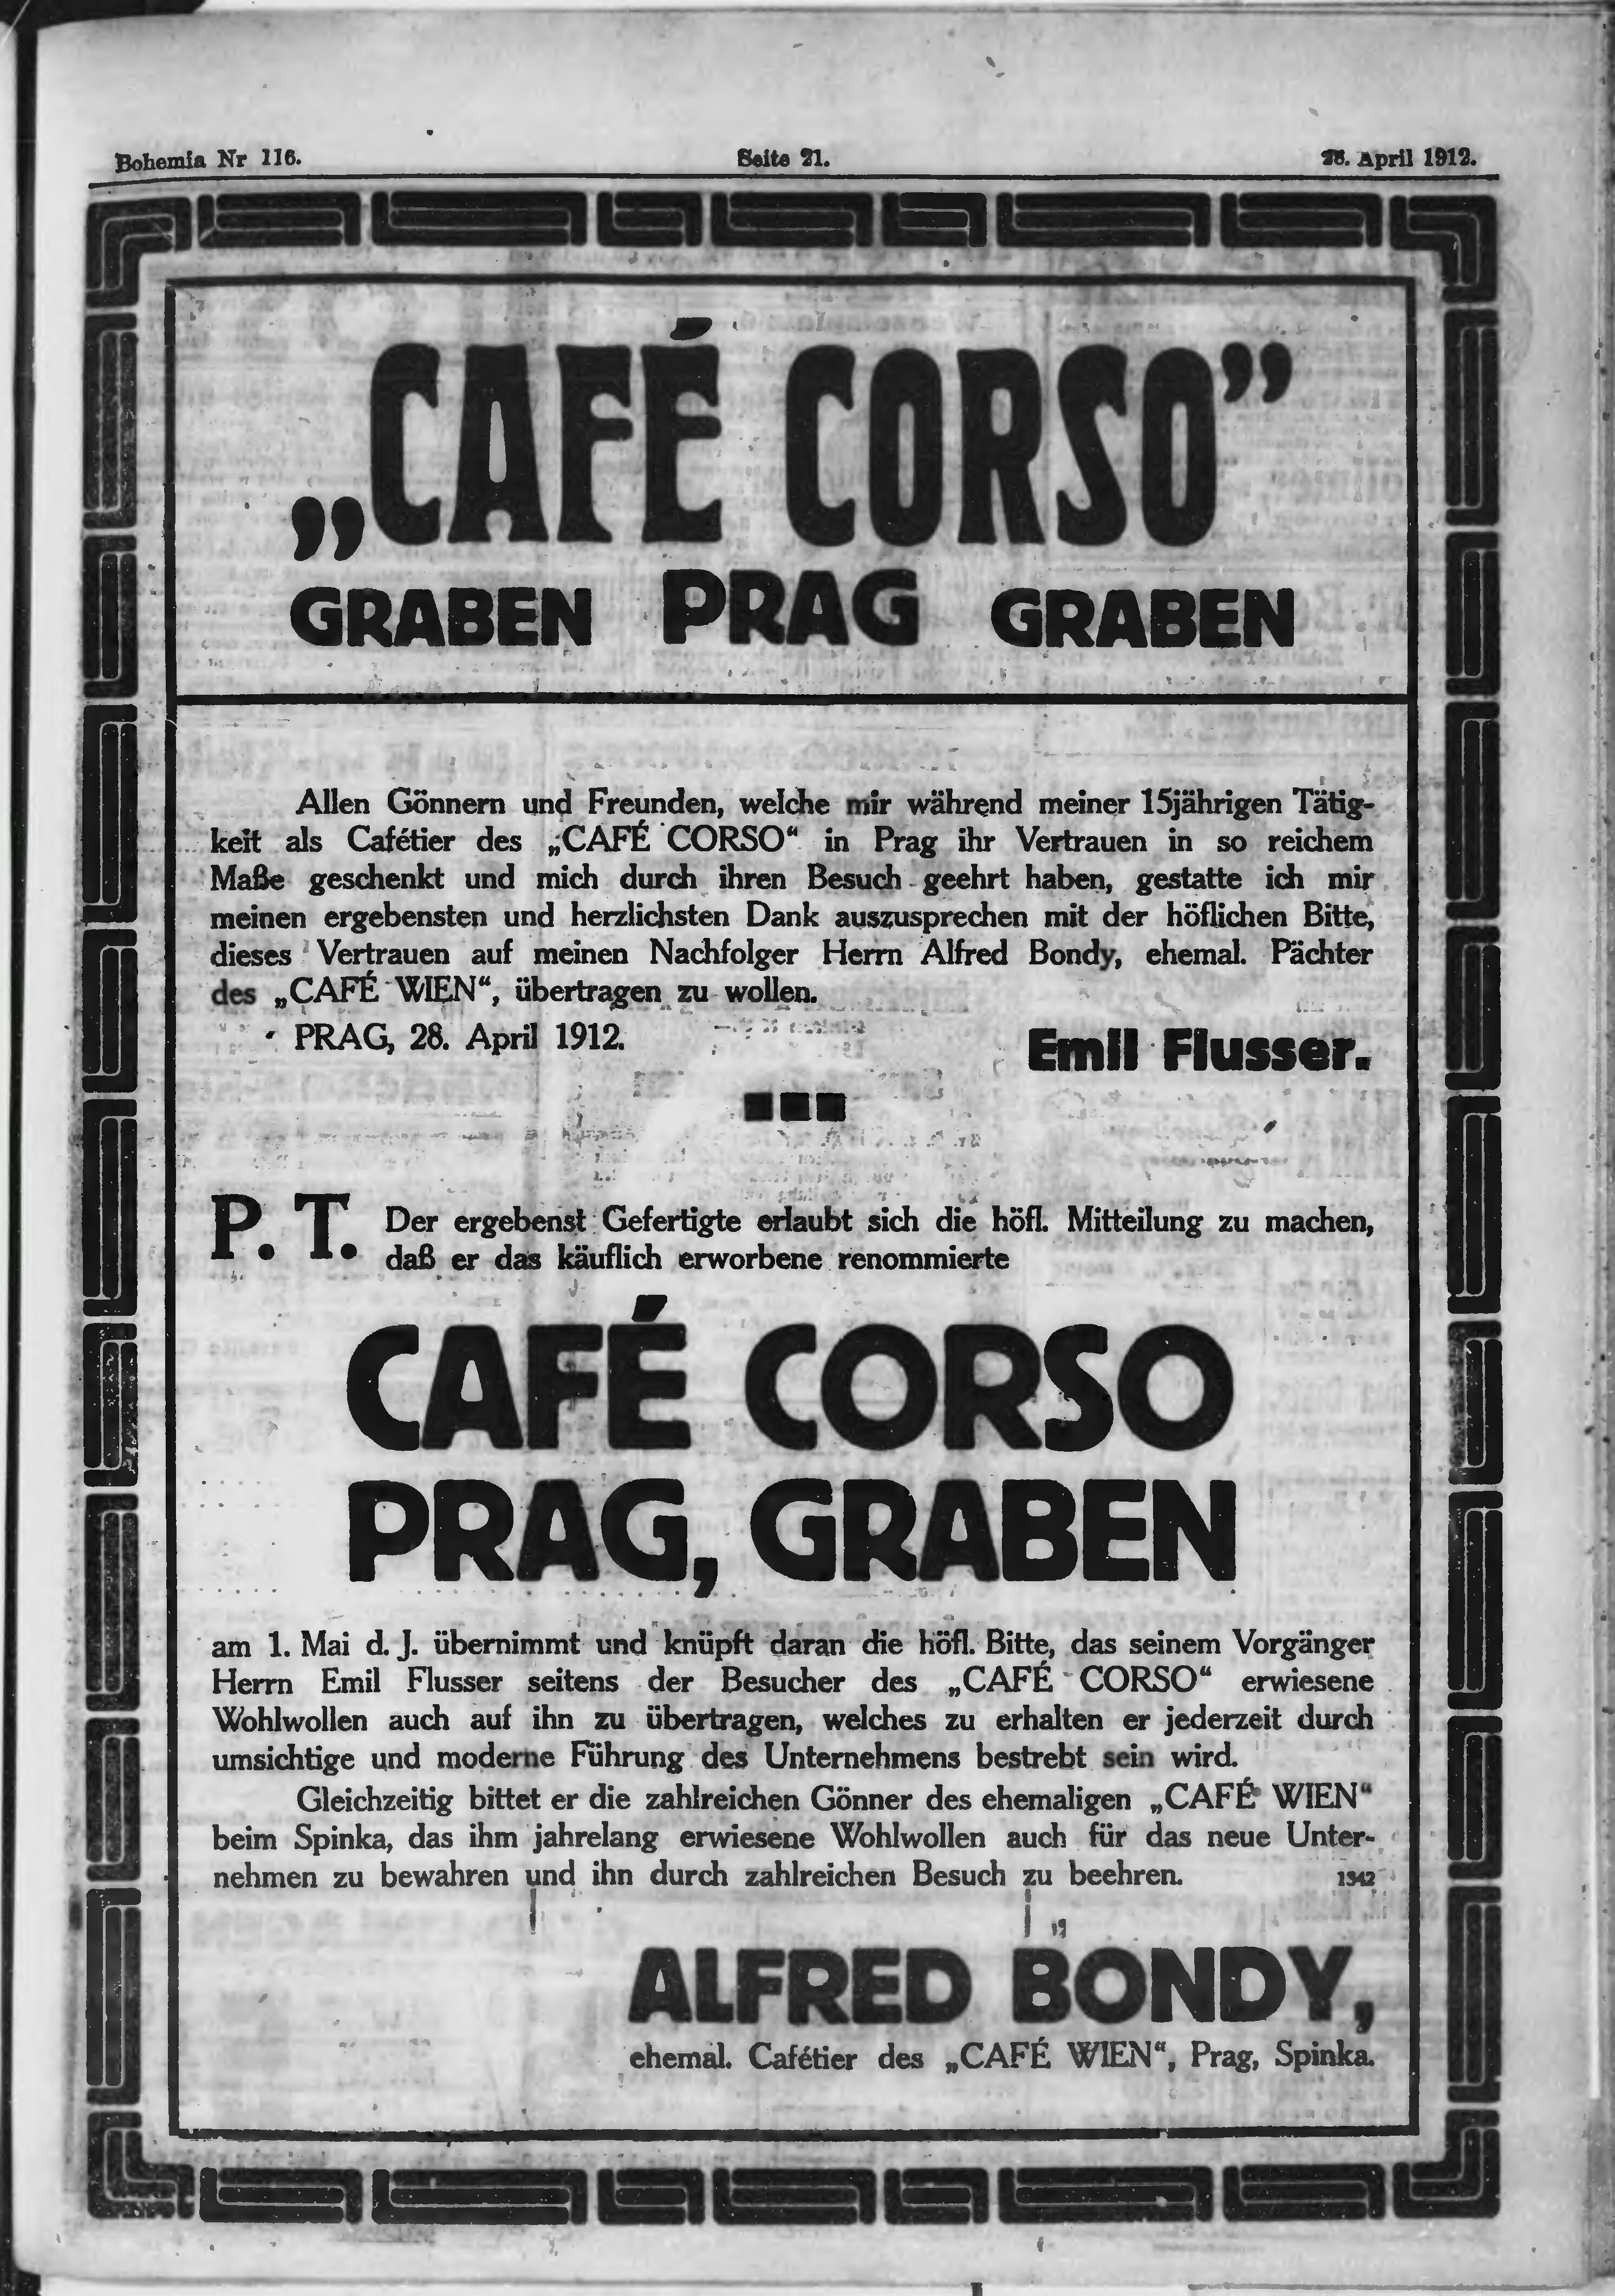 Bohemia Nr 116. Seite 21. 28. April 1912.
„CAFÉ CORSO”
GRABEN PRAG GRABEN
Allen Gönnern und Freunden, welche mir während meiner 15jährigen Tätig-
keit als Cafétier des „CAFÉ CORSO“ in Prag ihr Vertrauen in so reichem
Maße geschenkt und mich durch ihren Besuch geehrt haben, gestatte ich mir
meinen ergebensten und herzlichsten Dank auszusprechen mit der höflichen Bitte,
dieses Vertrauen auf meinen Nachfolger Herrn Alfred Bondy, ehemal. Pächter
des „CAFÉ WIEN“, übertragen zu wollen.
PRAG, 28. April 1912.
Emil Flusser.
P. T. Der ergebenst Gefertigte erlaubt sich die höfl. Mitteilung zu machen,
daß er das käuflich erworbene renommierte
CAFÉ CORSO
PRAG, GRABEN
am 1. Mai d. J. übernimmt und knüpft daran die höfl. Bitte, das seinem Vorgänger
Herrn Emil Flusser seitens der Besucher des „CAFÉ CORSO“ erwiesene
Wohlwollen auch auf ihn zu übertragen, welches zu erhalten er jederzeit durch
umsichtige und moderne Führung des Unternehmens bestrebt sein wird.
Gleichzeitig bittet er die zahlreichen Gönner des ehemaligen „CAFÉ WIEN“
beim Spinka, das ihm jahrelang erwiesene Wohlwollen auch für das neue Unter-
nehmen zu bewahren und ihn durch zahlreichen Besuch zu beehren. 1342
ALFRED BONDY,
ehemal. Cafétier des „CAFÉ WIEN“, Prag, Spinka.